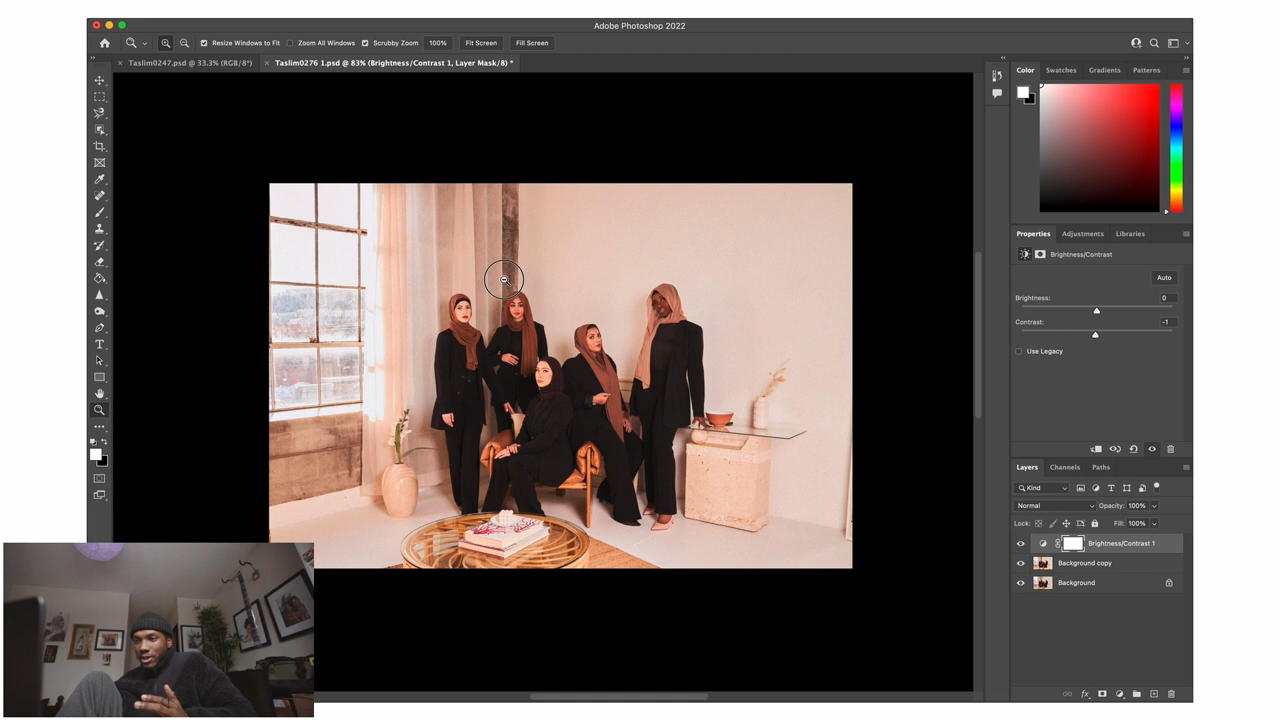 Adobe Photoshop 2022
Resize Windows to Fit Zoom All Windows Scrubby Zoom 100% Fit Screen Fill Screen
Taslim0247.psd @ 33.3% (RGB/8*) Taslim0276 1.psd @ 83% (Brightness/Contrast 1, Layer Mask/8) *
Color Swatches Gradients Patterns
Properties Adjustments Libraries
Brightness/Contrast
Auto
Brightness: 0
Contrast: -1
Use Legacy
Layers Channels Paths
Kind
Normal Opacity: 100%
Lock: Fill: 100%
Brightness/Contrast 1
Background copy
Background